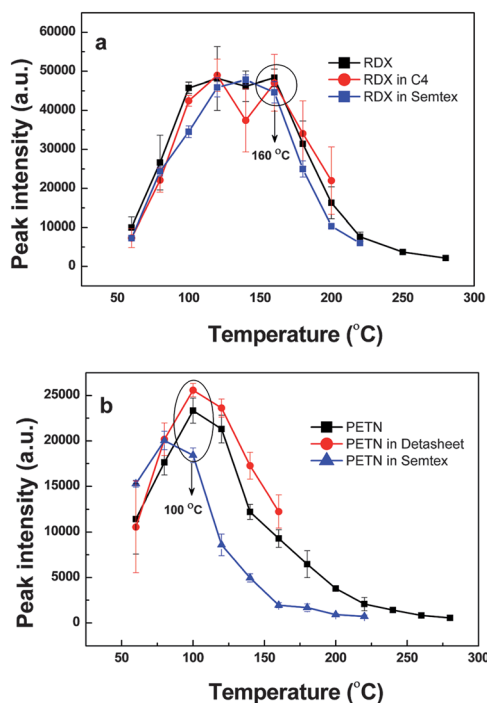 a
60000
50000
40000
30000
20000
10000
0
Peak intensity (a.u.)
RDX
RDX in C4
RDX in Semtex
160 °C
50 100 150 200 250 300
Temperature (°C)
b
25000
20000
15000
10000
5000
0
Peak intensity (a.u.)
PETN
PETN in Detasheet
PETN in Semtex
100 °C
50 100 150 200 250 300
Temperature (°C)